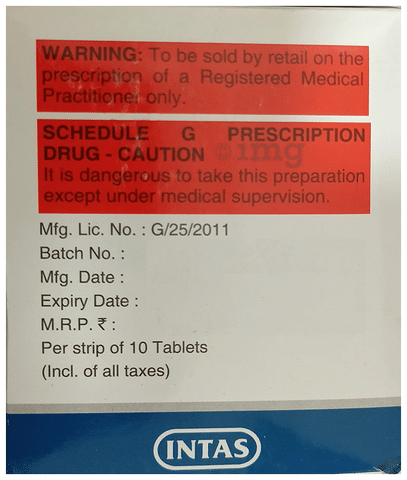 WARNING: To be sold by retail on the
prescription of a Registered Medical
Practitioner only.
SCHEDULE G PRESCRIPTION
DRUG - CAUTION
It is dangerous to take this preparation
except under medical supervision.
Mfg. Lic. No. : G/25/2011
Batch No. :
Mfg. Date :
Expiry Date :
M.R.P. ₹ :
Per strip of 10 Tablets
(Incl. of all taxes)
INTAS